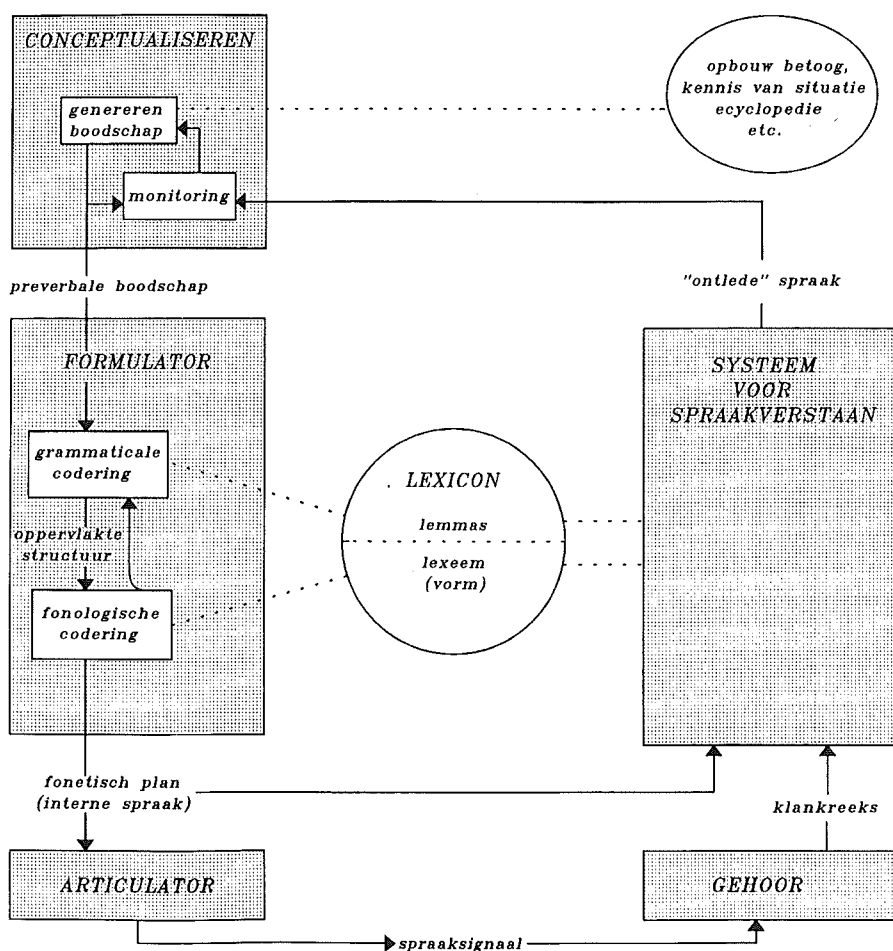 CONCEPTUALISEREN
genereren
boodschap
monitoring
opbouw betoog,
kennis van situatie
ecyclopedie
etc.
preverbale boodschap
"ontlede" spraak
FORMULATOR
grammaticale
codering
oppervlakte
structuur
fonologische
codering
LEXICON
lemmas
lexeem
(vorm)
SYSTEEM
VOOR
SPRAAKVERSTAAN
fonetisch plan
(interne spraak)
klankreeks
ARTICULATOR
GEHOOR
spraaksignaal